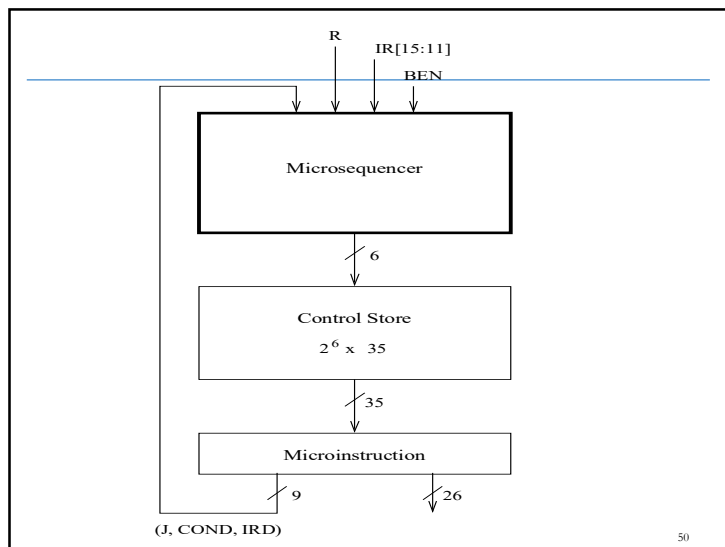 R
IR[15:11]
BEN
Microsequencer
6
Control Store
2⁶ x 35
35
Microinstruction
9
26
(J, COND, IRD)
50